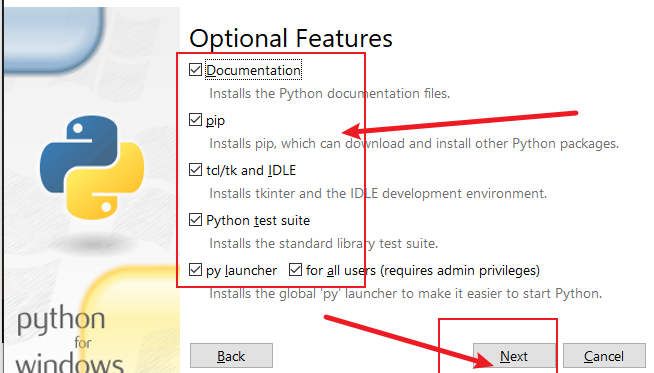 Optional Features
Documentation
Installs the Python documentation files.
pip
Installs pip, which can download and install other Python packages.
tcl/tk and IDLE
Installs tkinter and the IDLE development environment.
Python test suite
Installs the standard library test suite.
py launcher for all users (requires admin privileges)
Installs the global 'py' launcher to make it easier to start Python.
python
for
windows
Back Next Cancel